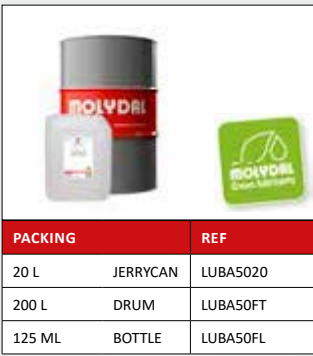 MOLYDAL
MOLYDAL
Green lubricants
PACKING REF
20 L JERRYCAN LUBA5020
200 L DRUM LUBA50FT
125 ML BOTTLE LUBA50FL